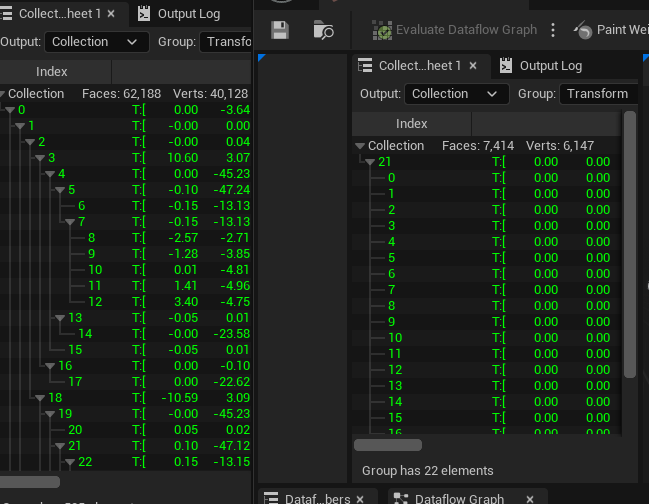 Collect...heet 1 × Output Log
Output: Collection Group: Transfo
Index
Collection Faces: 62,188 Verts: 40,128
0 T:[ 0.00 -3.64
1 T:[ -0.00 0.00
2 T:[ -0.00 0.04
3 T:[ 10.60 3.07
4 T:[ 0.00 -45.23
5 T:[ -0.10 -47.24
6 T:[ -0.15 -13.13
7 T:[ -0.15 -13.13
8 T:[ -2.57 -2.71
9 T:[ -1.28 -3.85
10 T:[ 0.01 -4.81
11 T:[ 1.41 -4.96
12 T:[ 3.40 -4.75
13 T:[ -0.05 0.01
14 T:[ -0.00 -23.58
15 T:[ -0.05 0.01
16 T:[ 0.00 -0.10
17 T:[ 0.00 -22.62
18 T:[ -10.59 3.09
19 T:[ -0.00 -45.23
20 T:[ 0.05 0.02
21 T:[ 0.10 -47.12
22 T:[ 0.15 -13.15
Evaluate Dataflow Graph Paint Wei
Collect...heet 1 × Output Log
Output: Collection Group: Transform
Index
Collection Faces: 7,414 Verts: 6,147
21 T:[ 0.00 0.00
0 T:[ 0.00 0.00
1 T:[ 0.00 0.00
2 T:[ 0.00 0.00
3 T:[ 0.00 0.00
4 T:[ 0.00 0.00
5 T:[ 0.00 0.00
6 T:[ 0.00 0.00
7 T:[ 0.00 0.00
8 T:[ 0.00 0.00
9 T:[ 0.00 0.00
10 T:[ 0.00 0.00
11 T:[ 0.00 0.00
12 T:[ 0.00 0.00
13 T:[ 0.00 0.00
14 T:[ 0.00 0.00
15 T:[ 0.00 0.00
16 T:[ 0.00 0.00
Group has 22 elements
Dataf...bers × Dataflow Graph ×